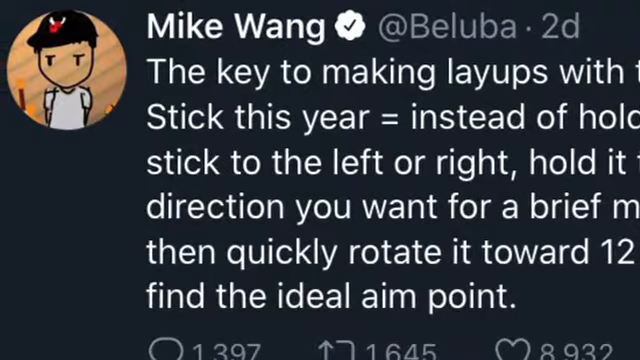 Mike Wang @Beluba · 2d
The key to making layups with
Stick this year = instead of hold
stick to the left or right, hold it
direction you want for a brief
then quickly rotate it toward 12
find the ideal aim point.
1,397 1,645 8,932